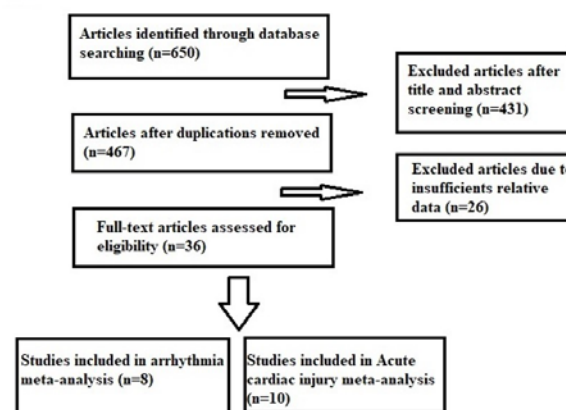 Articles identified through database
searching (n=650)
Excluded articles after
title and abstract
screening (n=431)
Articles after duplications removed
(n=467)
Excluded articles due to
insufficients relative
data (n=26)
Full-text articles assessed for
eligibility (n=36)
Studies included in arrhythmia
meta-analysis (n=8)
Studies included in Acute
cardiac injury meta-analysis
(n=10)